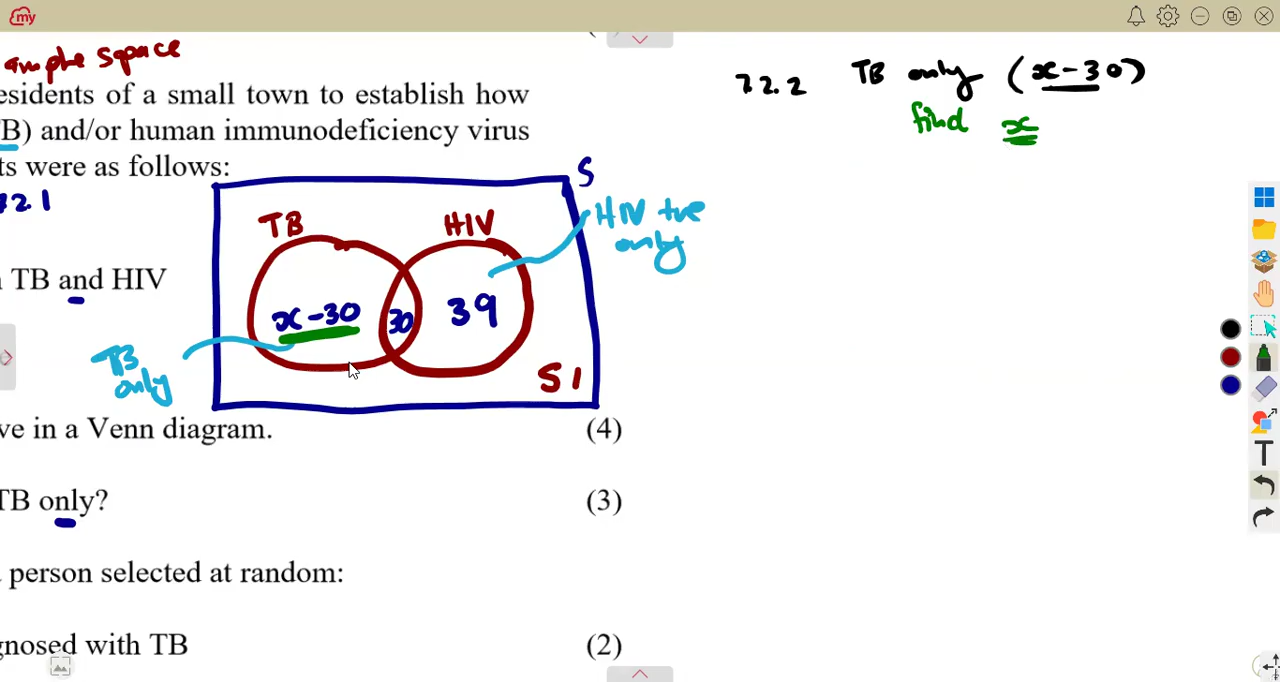 my
ample space
esidents of a small town to establish how
B) and/or human immunodeficiency virus
ts were as follows:
7.2.1
S
TB HIV
HIV +ve
only
n TB and HIV
x-30 30 39
TB
only
51
ve in a Venn diagram. (4)
TB only? (3)
person selected at random:
gnosed with TB (2)
7.2.2 TB only (x-30)
find x
T